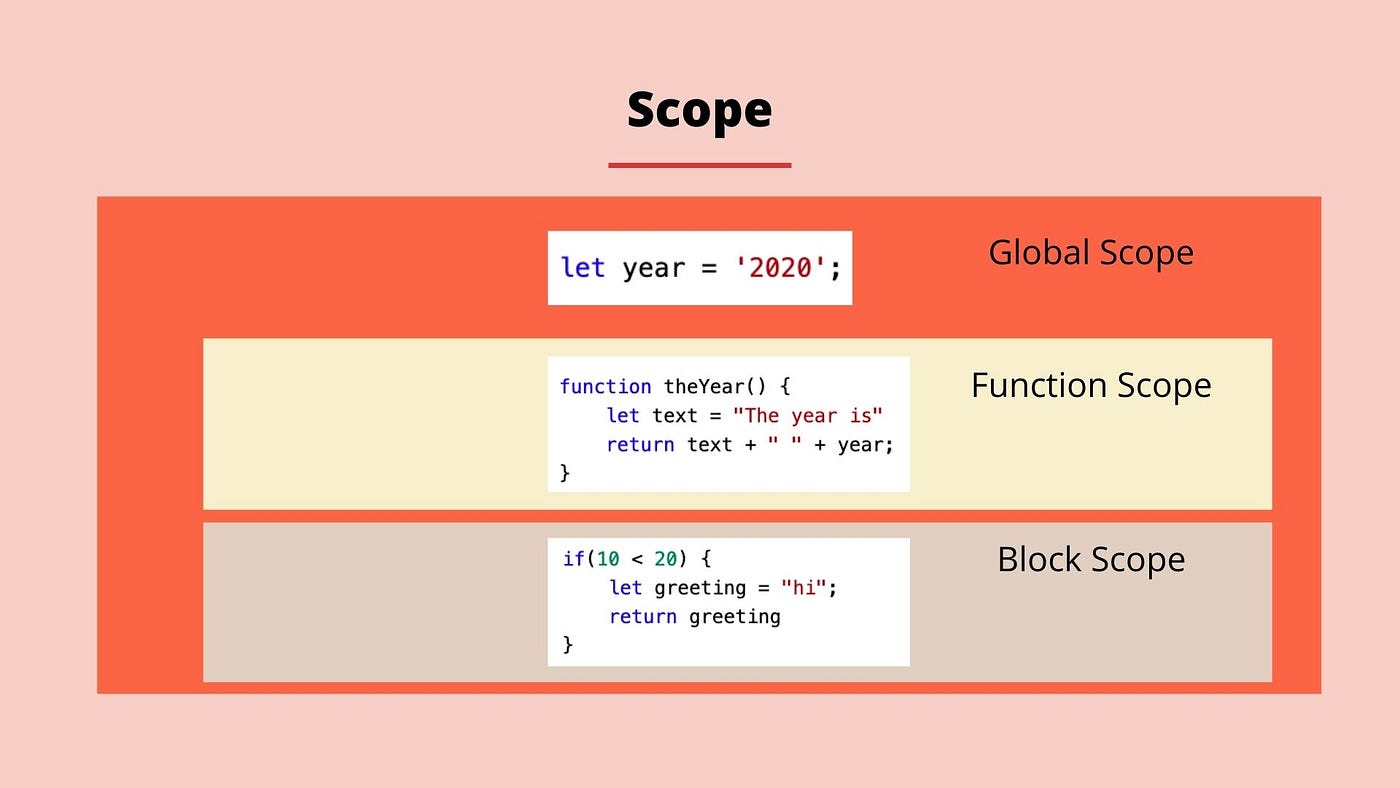 Scope
let year = '2020';
Global Scope
function theYear() {
    let text = "The year is"
    return text + " " + year;
}
Function Scope
if(10 < 20) {
    let greeting = "hi";
    return greeting
}
Block Scope